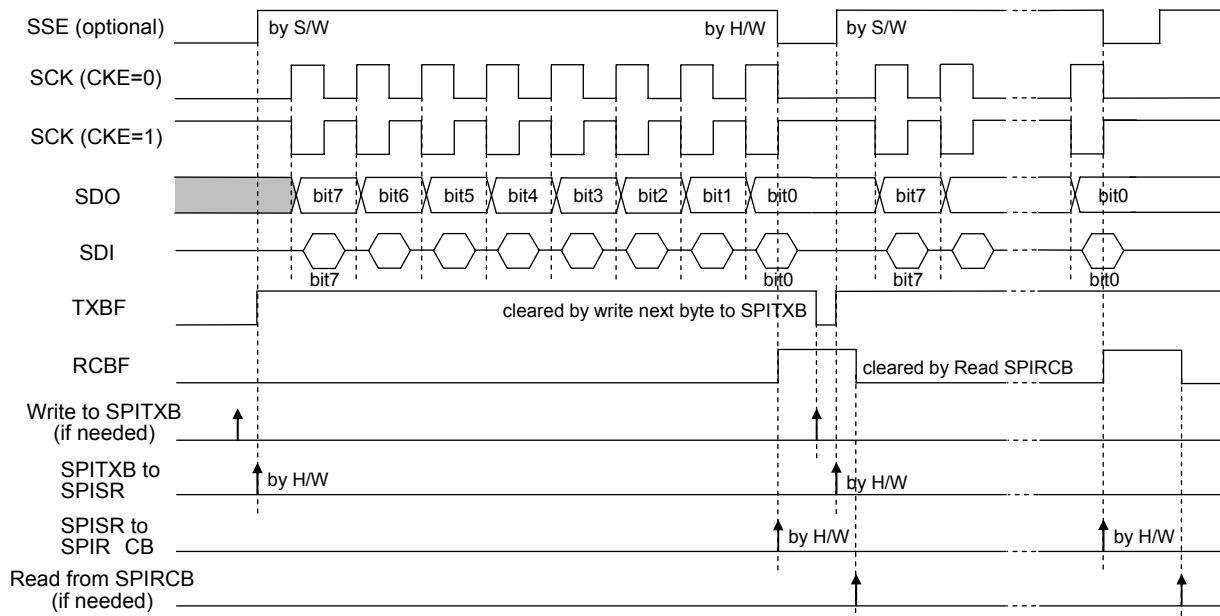 SSE (optional) by S/W by H/W by S/W
SCK (CKE=0)
SCK (CKE=1)
SDO bit7 bit6 bit5 bit4 bit3 bit2 bit1 bit0 bit7 bit0
SDI
bit7 bit0 bit7 bit0
TXBF cleared by write next byte to SPITXB
RCBF cleared by Read SPIRCB
Write to SPITXB
(if needed)
SPITXB to
SPISR by H/W by H/W
SPISR to
SPIR CB by H/W by H/W
Read from SPIRCB
(if needed)